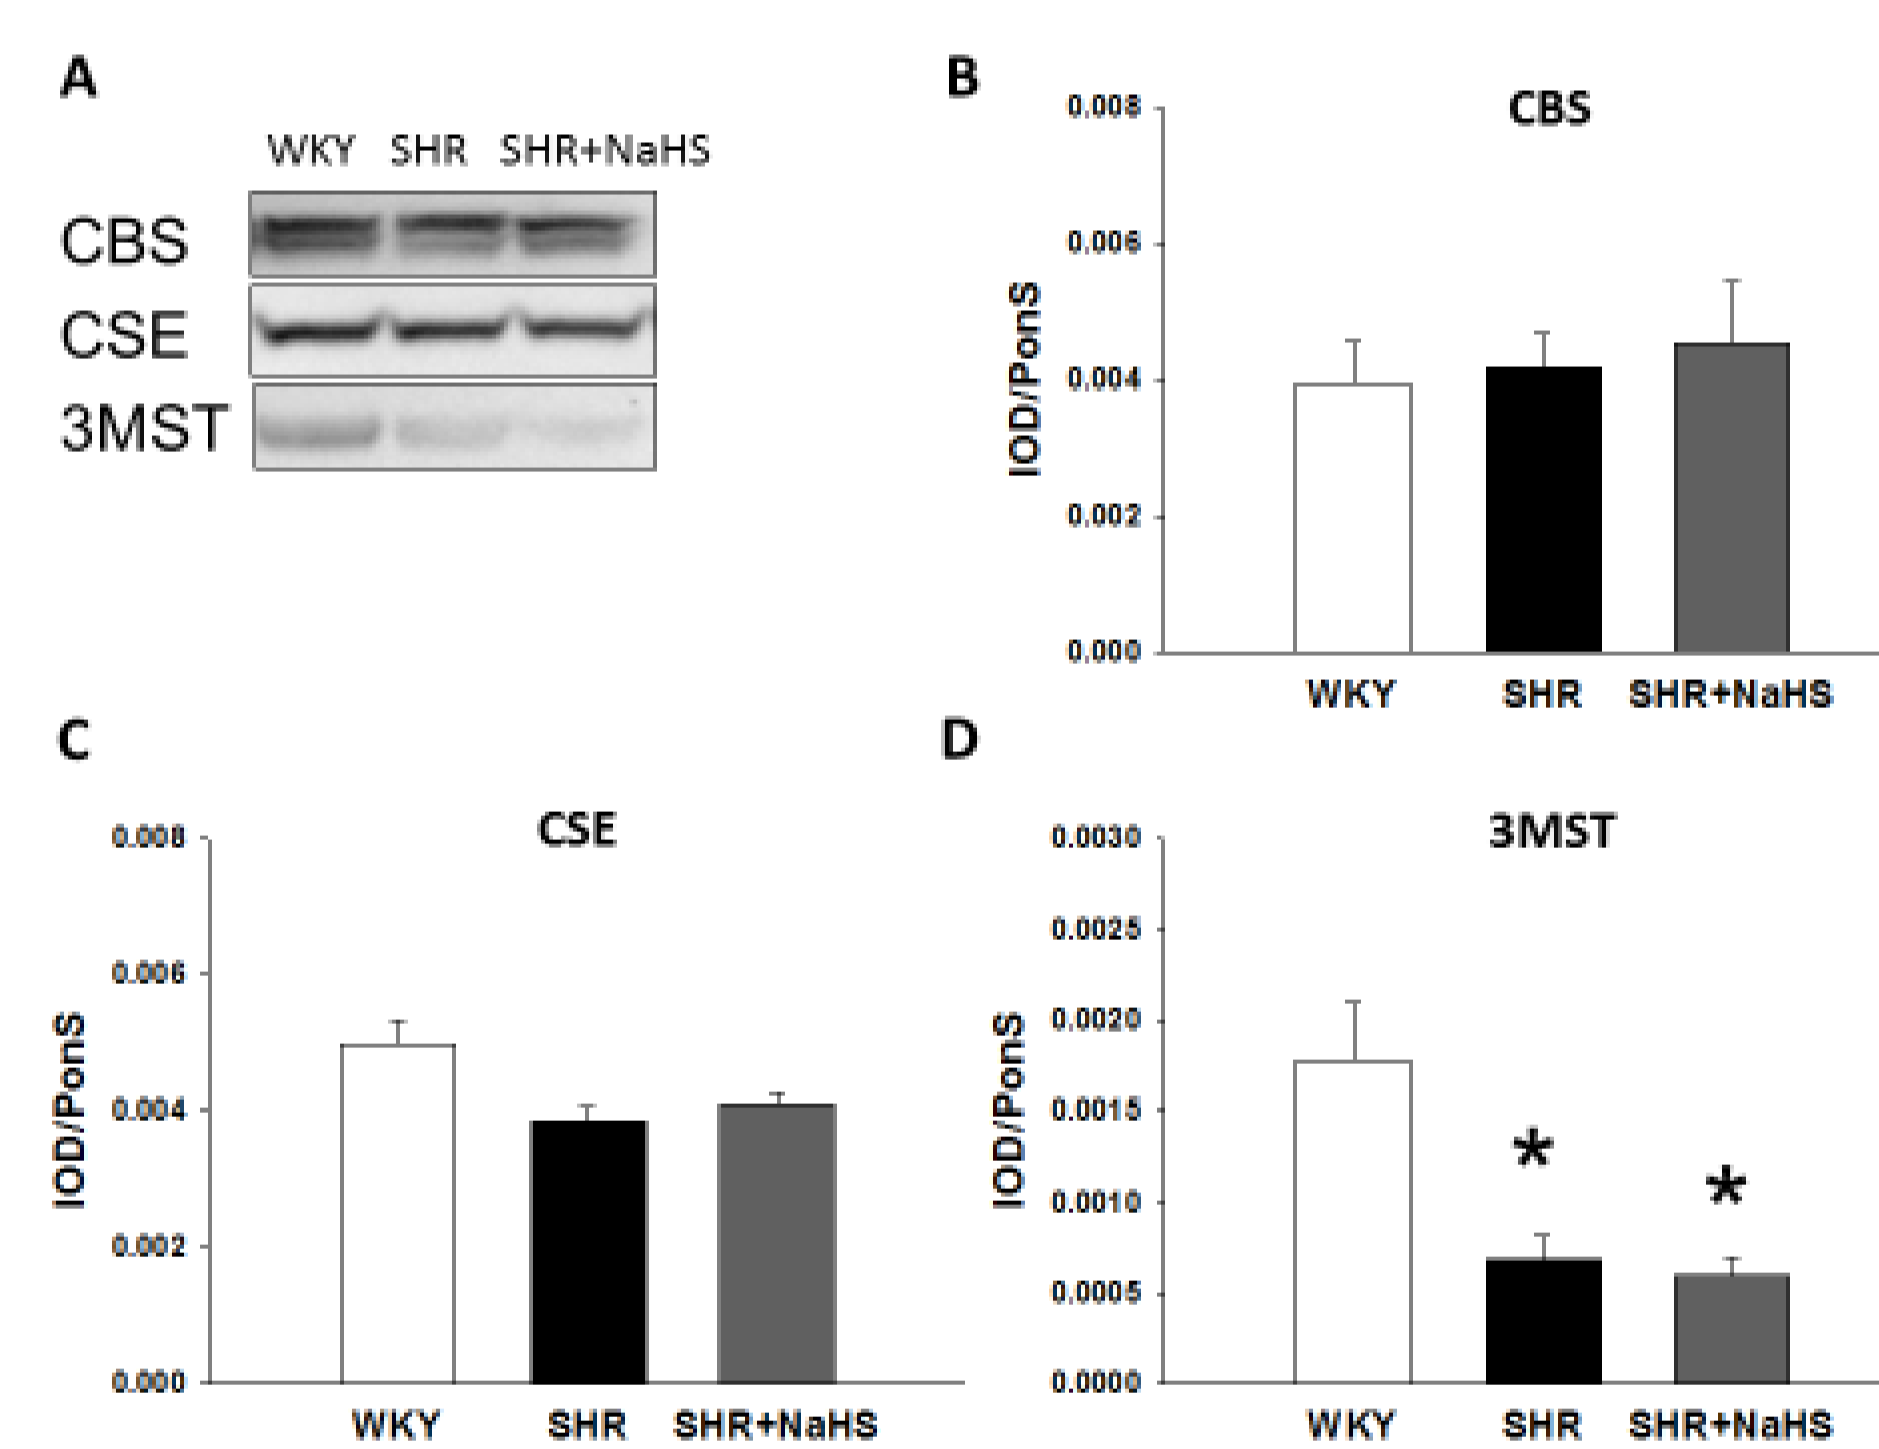 A
WKY SHR SHR+NaHS
CBS
CSE
3MST
B
CBS
0.008
0.006
0.004
0.002
0.000
IOD/PonS
WKY SHR SHR+NaHS
C
CSE
0.008
0.006
0.004
0.002
0.000
IOD/PonS
WKY SHR SHR+NaHS
D
3MST
0.0030
0.0025
0.0020
0.0015
0.0010
0.0005
0.0000
IOD/PonS
*
*
WKY SHR SHR+NaHS